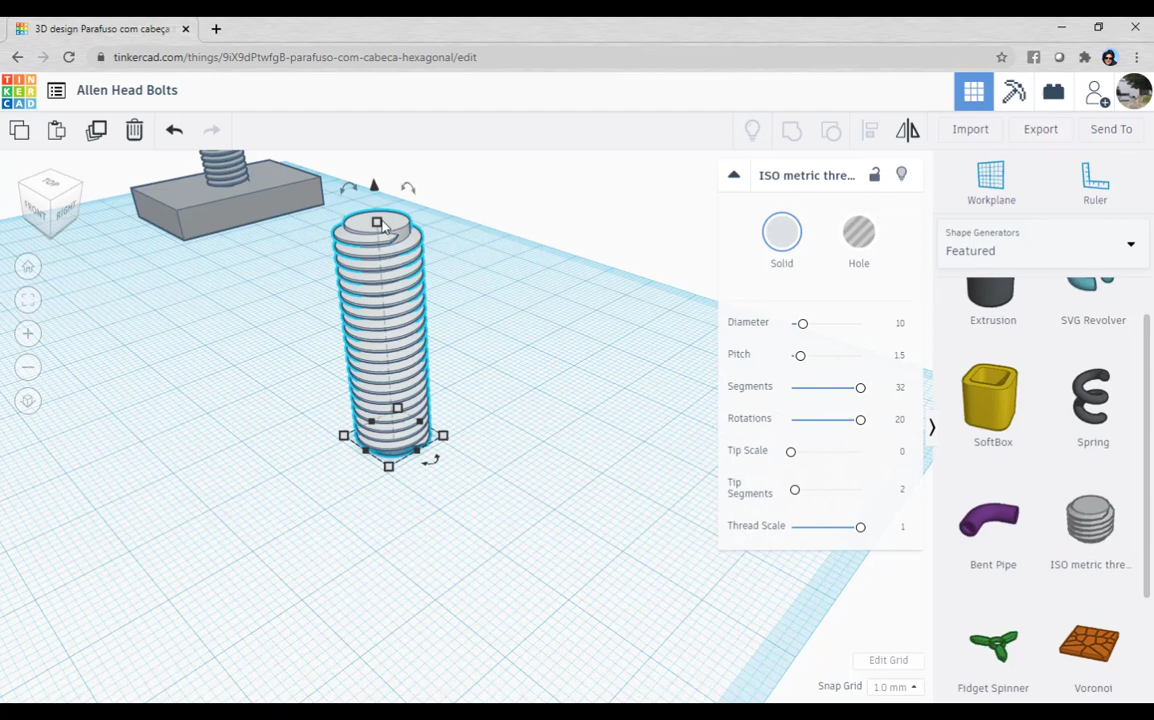 3D design Parafuso com cabeça
tinkercad.com/things/9iX9dPtwfgB-parafuso-com-cabeca-hexagonal/edit
TIN
KER
CAD
Allen Head Bolts
Import
Export
Send To
TOP
FRONT
RIGHT
ISO metric thre...
Solid
Hole
Diameter 10
Pitch 1.5
Segments 32
Rotations 20
Tip Scale 0
Tip
Segments 2
Thread Scale 1
Workplane
Ruler
Shape Generators
Featured
Extrusion
SVG Revolver
SoftBox
Spring
Bent Pipe
ISO metric thre...
Fidget Spinner
Voronoi
Edit Grid
Snap Grid 1.0 mm